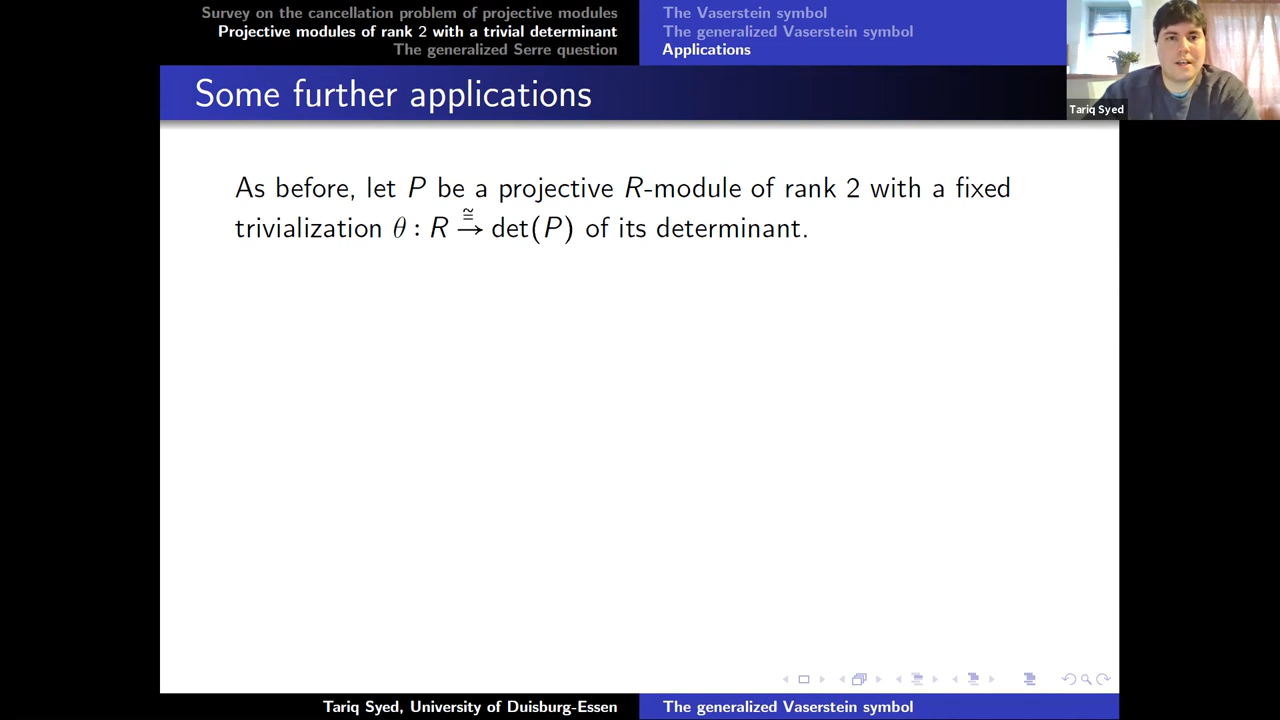 Survey on the cancellation problem of projective modules
Projective modules of rank 2 with a trivial determinant
The generalized Serre question
The Vaserstein symbol
The generalized Vaserstein symbol
Applications
Tariq Syed
Some further applications
As before, let P be a projective R-module of rank 2 with a fixed
trivialization θ : R ≅→ det(P) of its determinant.
Tariq Syed, University of Duisburg-Essen
The generalized Vaserstein symbol